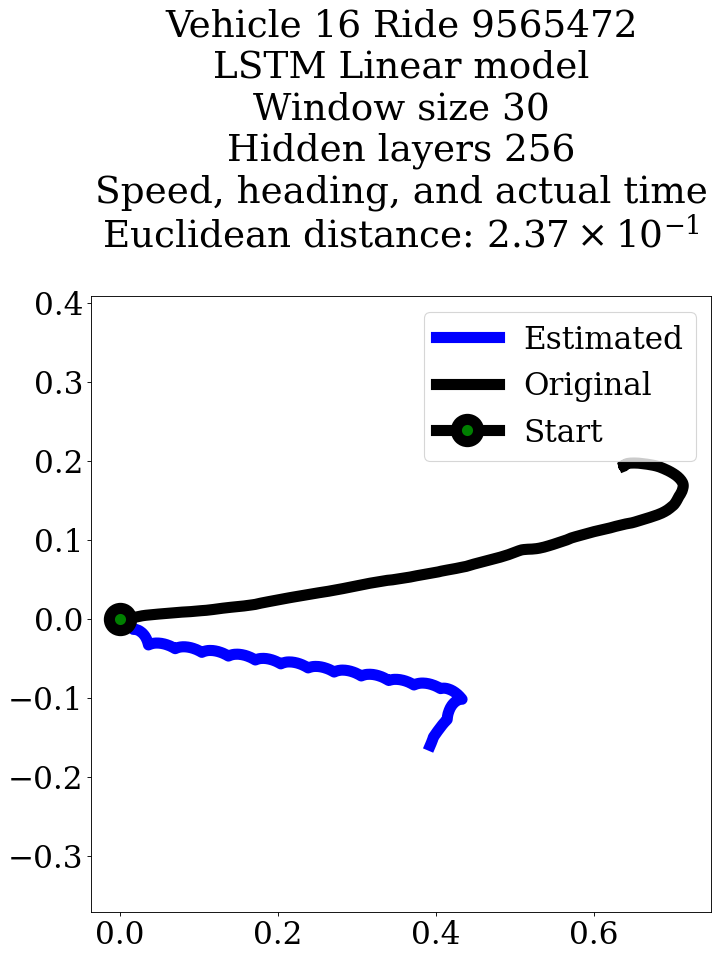 Vehicle 16 Ride 9565472
LSTM Linear model
Window size 30
Hidden layers 256
Speed, heading, and actual time
Euclidean distance: 2.37 × 10⁻¹
0.4
0.3
0.2
0.1
0.0
−0.1
−0.2
−0.3
Estimated
Original
Start
0.0 0.2 0.4 0.6